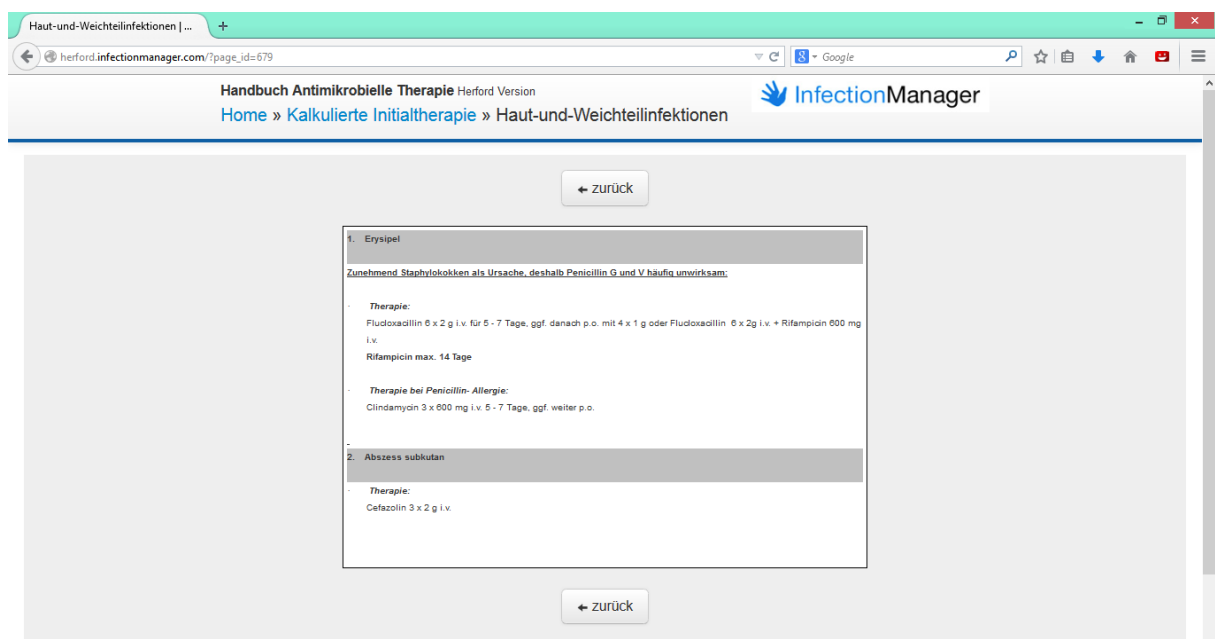 Haut-und-Weichteilinfektionen | ...
herford.infectionmanager.com/?page_id=679
Google
Handbuch Antimikrobielle Therapie Herford Version
InfectionManager
Home » Kalkulierte Initialtherapie » Haut-und-Weichteilinfektionen
zurück
1. Erysipel
Zunehmend Staphylokokken als Ursache, deshalb Penicillin G und V häufig unwirksam:
Therapie:
Flucloxacillin 6 x 2 g i.v. für 5 - 7 Tage, ggf. danach p.o. mit 4 x 1 g oder Flucloxacillin 6 x 2g i.v. + Rifampicin 600 mg
i.v.
Rifampicin max. 14 Tage
Therapie bei Penicillin- Allergie:
Clindamycin 3 x 600 mg i.v. 5 - 7 Tage, ggf. weiter p.o.
2. Abszess subkutan
Therapie:
Cefazolin 3 x 2 g i.v.
zurück